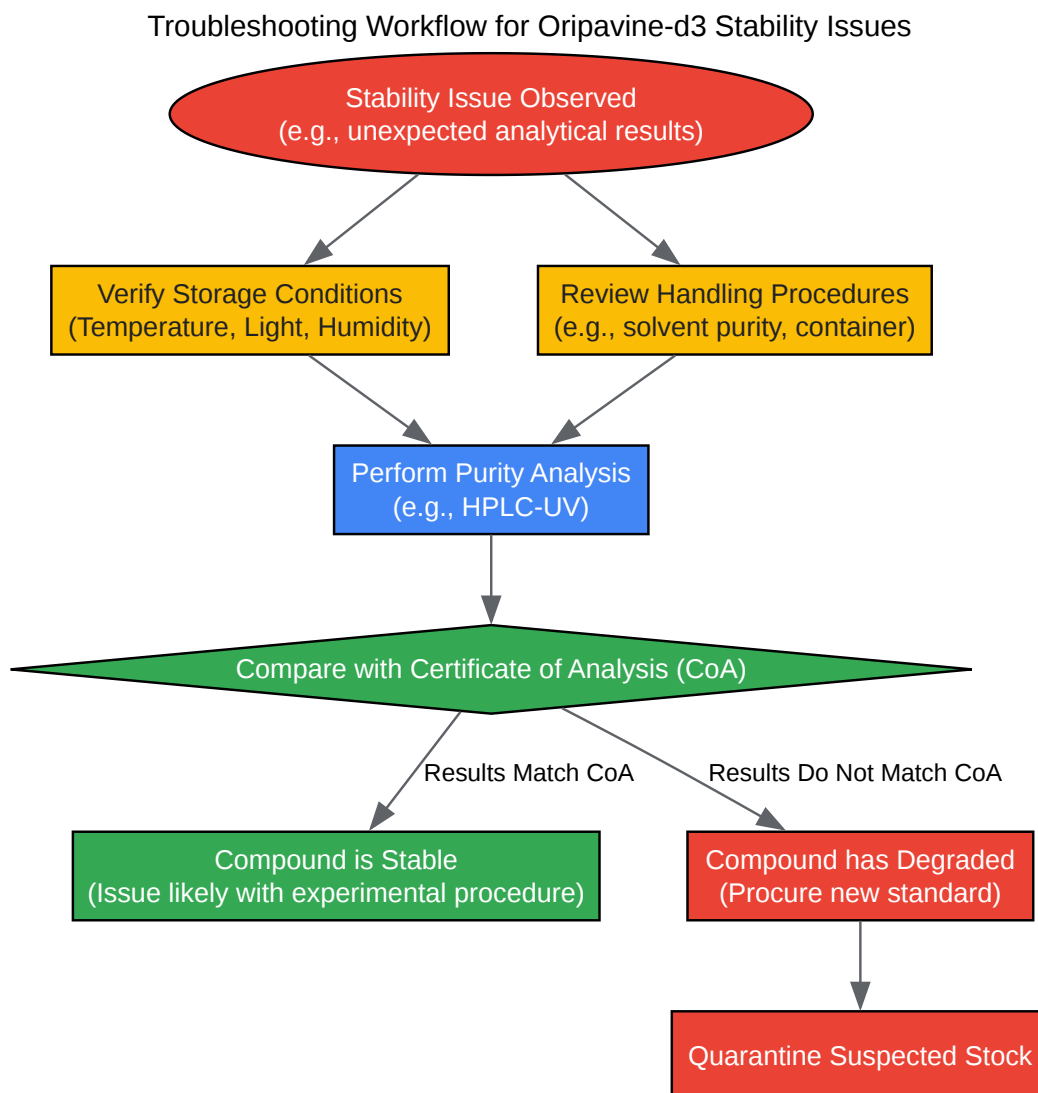 Troubleshooting Workflow for Oripavine-d3 Stability Issues
Stability Issue Observed
(e.g., unexpected analytical results)
Verify Storage Conditions
(Temperature, Light, Humidity)
Review Handling Procedures
(e.g., solvent purity, container)
Perform Purity Analysis
(e.g., HPLC-UV)
Compare with Certificate of Analysis (CoA)
Results Match CoA
Results Do Not Match CoA
Compound is Stable
(Issue likely with experimental procedure)
Compound has Degraded
(Procure new standard)
Quarantine Suspected Stock